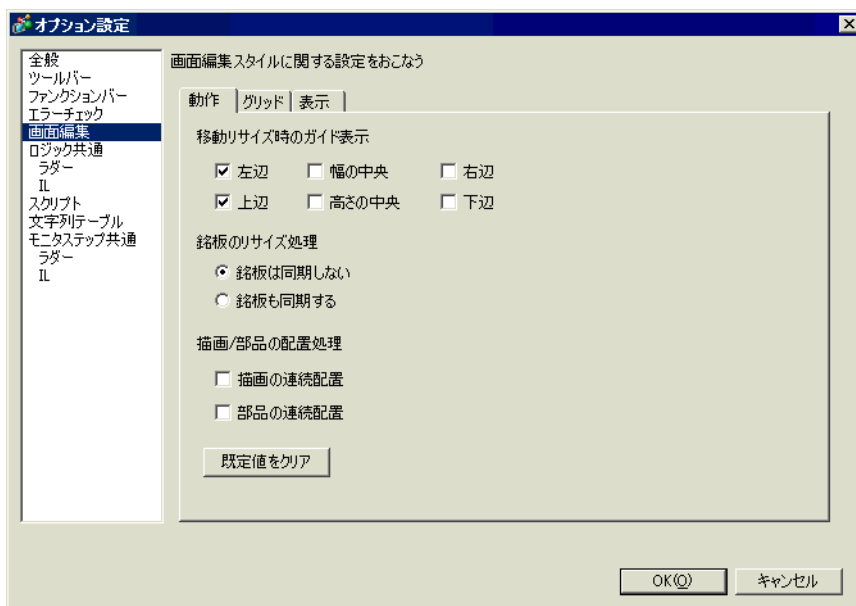 オプション設定
全般
ツールバー
ファンクションバー
エラーチェック
画面編集
ロジック共通
ラダー
IL
スクリプト
文字列テーブル
モニタステップ共通
ラダー
IL
画面編集スタイルに関する設定をおこなう
動作 グリッド 表示
移動リサイズ時のガイド表示
左辺 幅の中央 右辺
上辺 高さの中央 下辺
銘板のリサイズ処理
銘板は同期しない
銘板も同期する
描画/部品の配置処理
描画の連続配置
部品の連続配置
既定値をクリア
OK(O) キャンセル